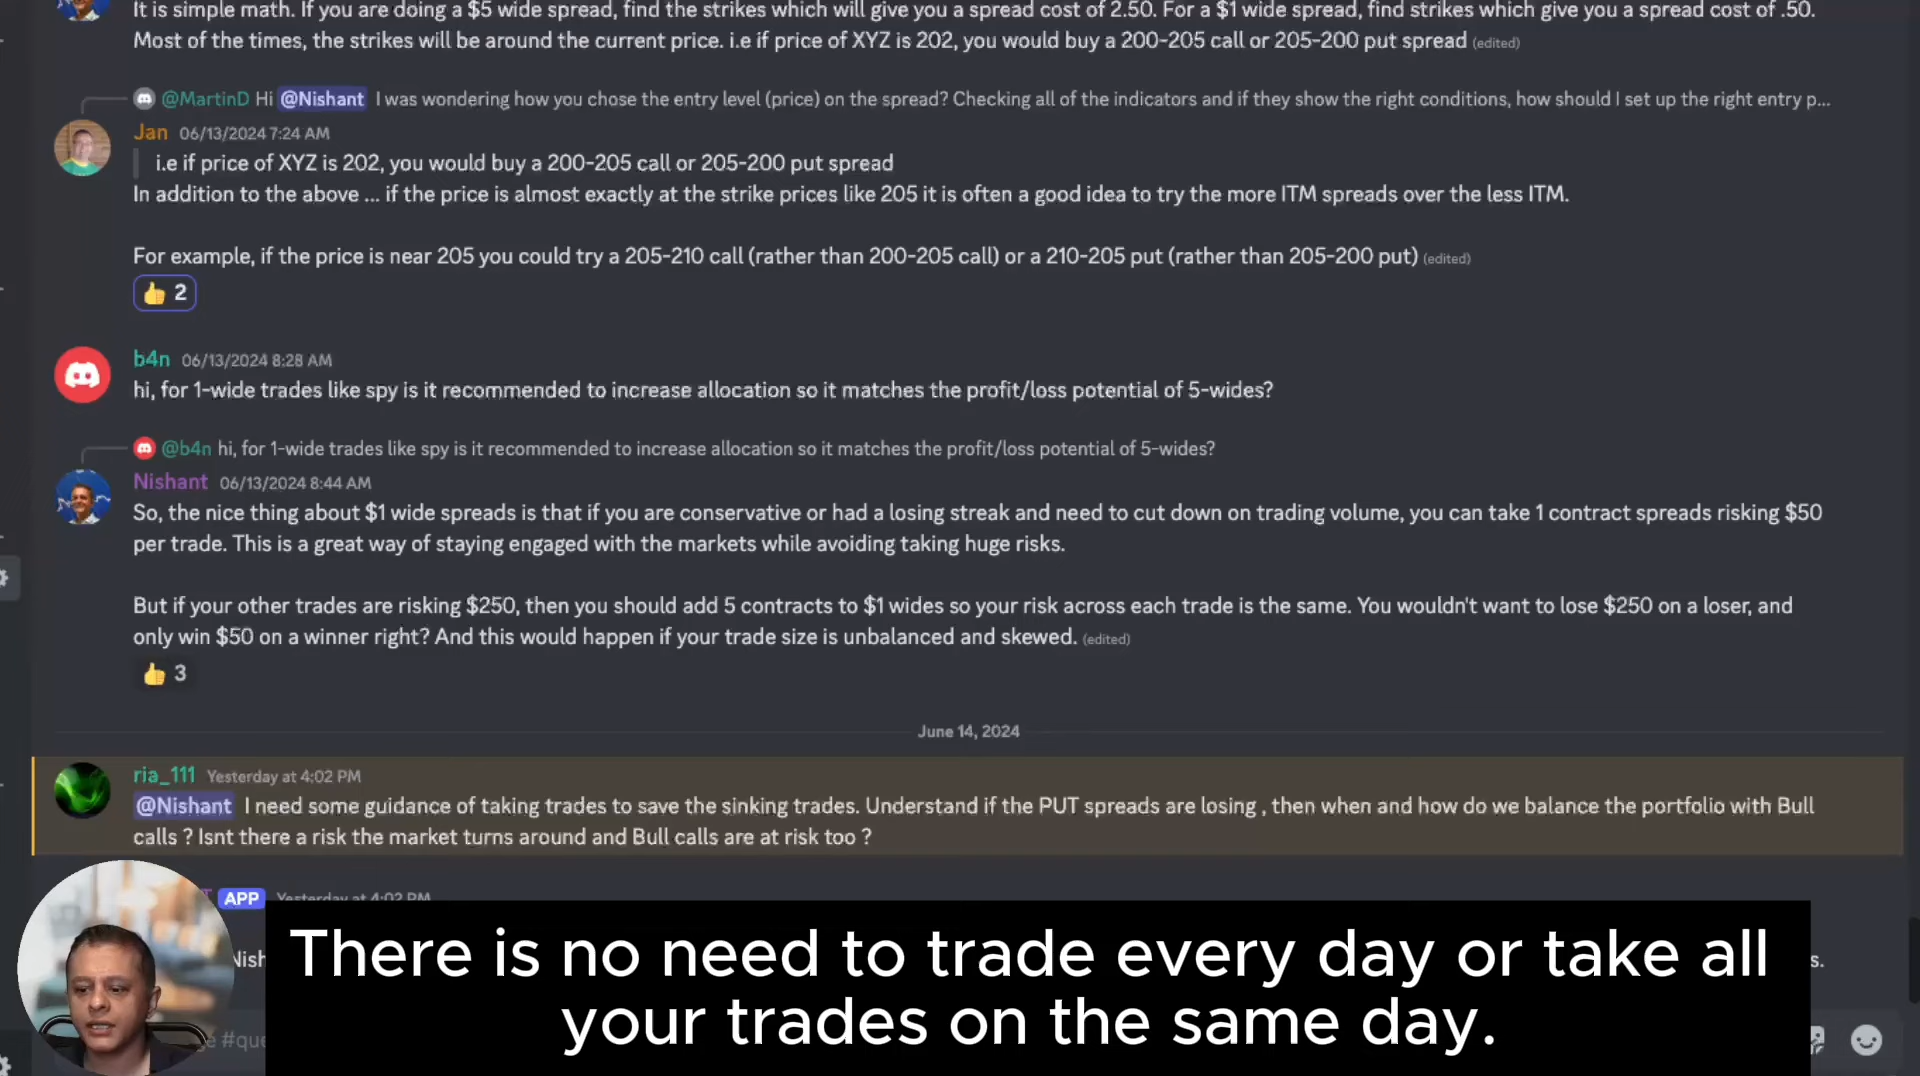 It is simple math. If you are doing a $5 wide spread, find the strikes which will give you a spread cost of 2.50. For a $1 wide spread, find strikes which give you a spread cost of .50.
Most of the times, the strikes will be around the current price. i.e if price of XYZ is 202, you would buy a 200-205 call or 205-200 put spread (edited)
@MartinD Hi @Nishant I was wondering how you chose the entry level (price) on the spread? Checking all of the indicators and if they show the right conditions, how should I set up the right entry p...
Jan 06/13/2024 7:24 AM
i.e if price of XYZ is 202, you would buy a 200-205 call or 205-200 put spread
In addition to the above ... if the price is almost exactly at the strike prices like 205 it is often a good idea to try the more ITM spreads over the less ITM.
For example, if the price is near 205 you could try a 205-210 call (rather than 200-205 call) or a 210-205 put (rather than 205-200 put) (edited)
👍 2
b4n 06/13/2024 8:28 AM
hi, for 1-wide trades like spy is it recommended to increase allocation so it matches the profit/loss potential of 5-wides?
@b4n hi, for 1-wide trades like spy is it recommended to increase allocation so it matches the profit/loss potential of 5-wides?
Nishant 06/13/2024 8:44 AM
So, the nice thing about $1 wide spreads is that if you are conservative or had a losing streak and need to cut down on trading volume, you can take 1 contract spreads risking $50
per trade. This is a great way of staying engaged with the markets while avoiding taking huge risks.
But if your other trades are risking $250, then you should add 5 contracts to $1 wides so your risk across each trade is the same. You wouldn't want to lose $250 on a loser, and
only win $50 on a winner right? And this would happen if your trade size is unbalanced and skewed. (edited)
👍 3
June 14, 2024
ria_111 Yesterday at 4:02 PM
@Nishant I need some guidance of taking trades to save the sinking trades. Understand if the PUT spreads are losing , then when and how do we balance the portfolio with Bull
calls ? Isnt there a risk the market turns around and Bull calls are at risk too ?
APP Yesterday at 4:02 PM
There is no need to trade every day or take all
your trades on the same day.